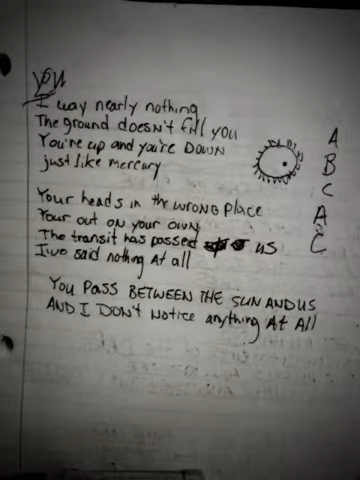 You
I way nearly nothing
The ground doesn't fill you
You're up and you're DOWN
just like mercury
Your heads in the WRONG Place
Your out ON your OWN
The transit has passed us
I've said nothing At all
You PASS BETWEEN THE SUN AND US
AND I DON'T NOTICE anything At All
A
B
C
A
C